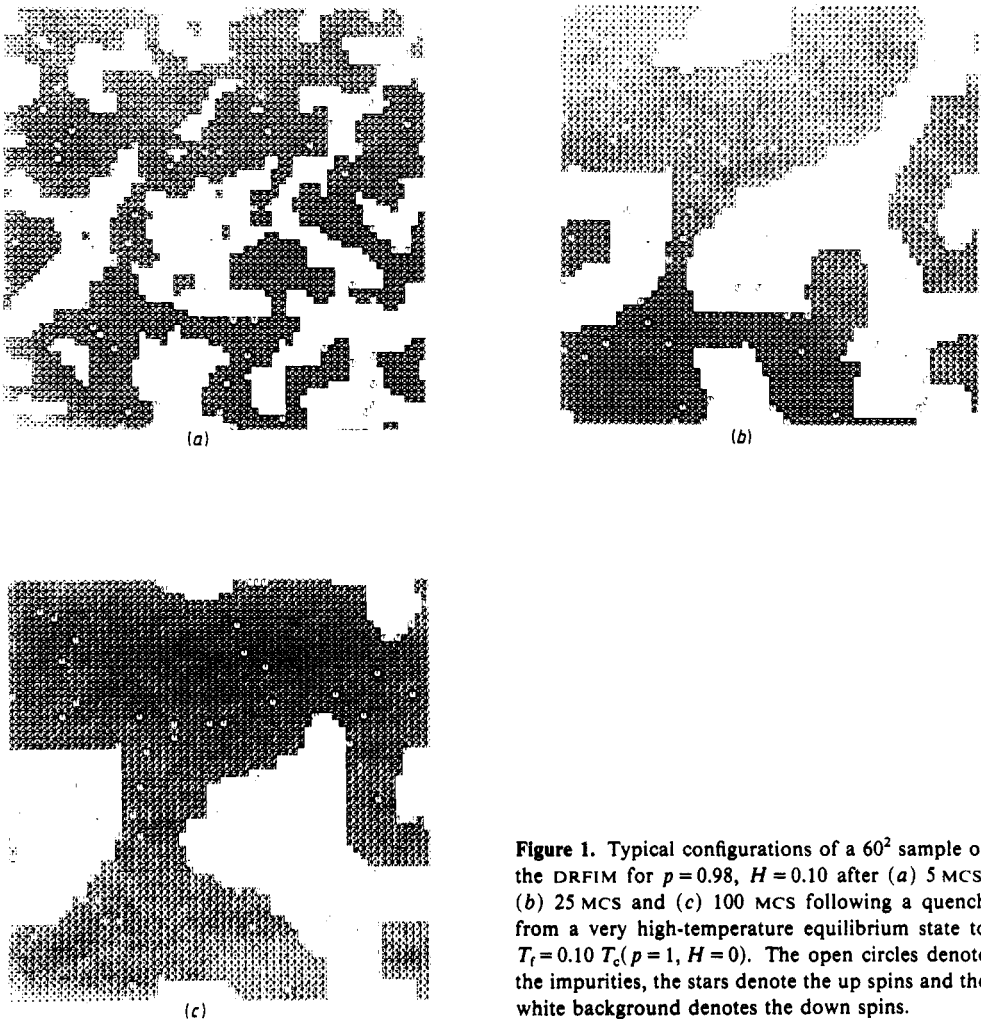 (a)
(b)
(c)
Figure 1. Typical configurations of a 60² sample o
the DRFIM for p = 0.98, H = 0.10 after (a) 5 MCS
(b) 25 MCS and (c) 100 MCS following a quench
from a very high-temperature equilibrium state to
T_f = 0.10 T_c(p = 1, H = 0). The open circles denote
the impurities, the stars denote the up spins and the
white background denotes the down spins.